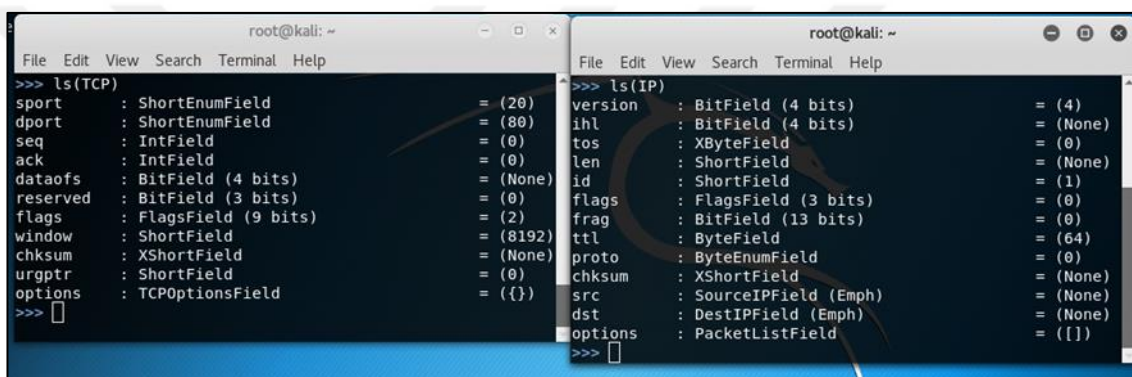 root@kali: ~
File Edit View Search Terminal Help
>>> ls(TCP)
sport : ShortEnumField = (20)
dport : ShortEnumField = (80)
seq : IntField = (0)
ack : IntField = (0)
dataofs : BitField (4 bits) = (None)
reserved : BitField (3 bits) = (0)
flags : FlagsField (9 bits) = (2)
window : ShortField = (8192)
chksum : XShortField = (None)
urgptr : ShortField = (0)
options : TCPOptionsField = ({})
>>>
root@kali: ~
File Edit View Search Terminal Help
>>> ls(IP)
version : BitField (4 bits) = (4)
ihl : BitField (4 bits) = (None)
tos : XByteField = (0)
len : ShortField = (None)
id : ShortField = (1)
flags : FlagsField (3 bits) = (0)
frag : BitField (13 bits) = (0)
ttl : ByteField = (64)
proto : ByteEnumField = (0)
chksum : XShortField = (None)
src : SourceIPField (Emph) = (None)
dst : DestIPField (Emph) = (None)
options : PacketListField = ([])
>>>